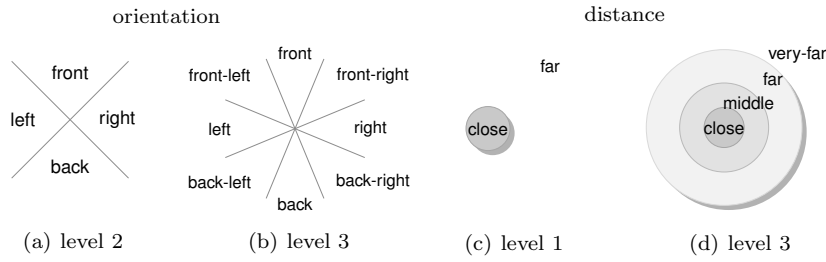 orientation
distance
front
left
right
back
(a) level 2
front
front-left
front-right
left
right
back-left
back-right
back
(b) level 3
far
close
(c) level 1
very-far
far
middle
close
(d) level 3